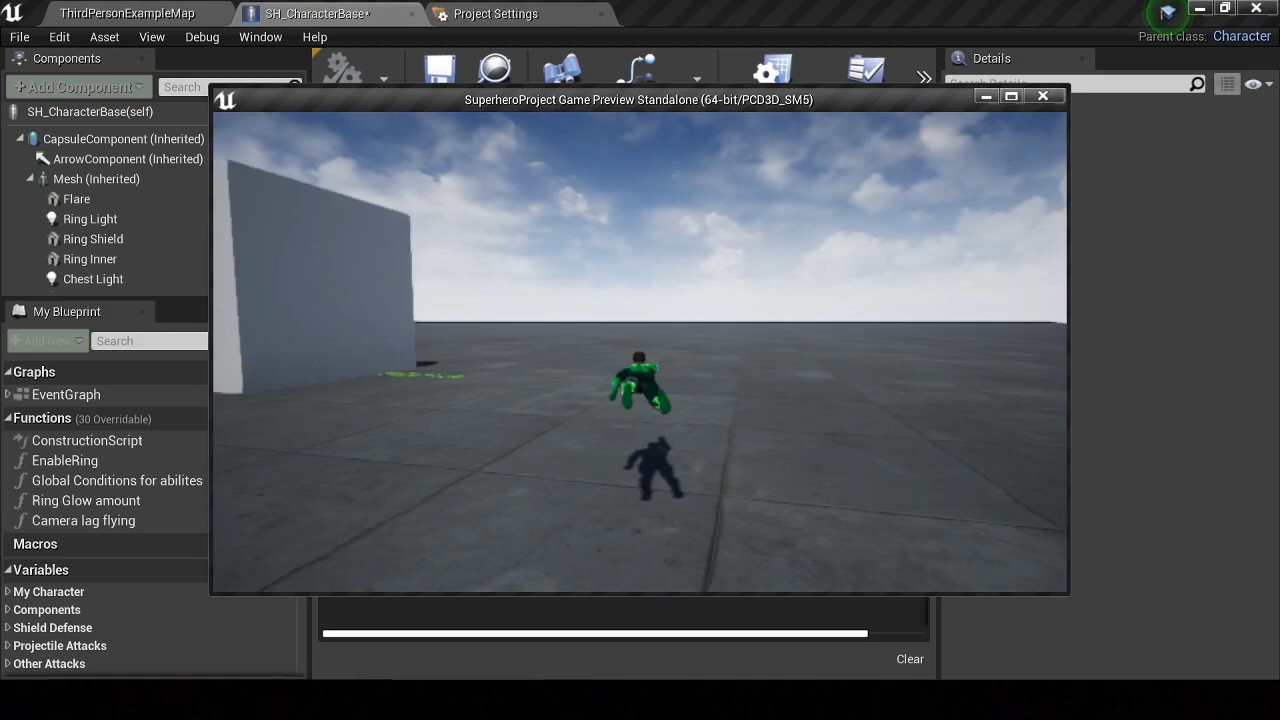 ThirdPersonExampleMap
SH_CharacterBase*
Project Settings
File Edit Asset View Debug Window Help
Parent class: Character
Components
Details
+Add Component
Search
Search Details
SuperheroProject Game Preview Standalone (64-bit/PCD3D_SM5)
SH_CharacterBase(self)
CapsuleComponent (Inherited)
ArrowComponent (Inherited)
Mesh (Inherited)
Flare
Ring Light
Ring Shield
Ring Inner
Chest Light
My Blueprint
+Add New
Search
Graphs
EventGraph
Functions (30 Overridable)
ConstructionScript
EnableRing
Global Conditions for abilites
Ring Glow amount
Camera lag flying
Macros
Variables
My Character
Components
Shield Defense
Projectile Attacks
Other Attacks
Clear